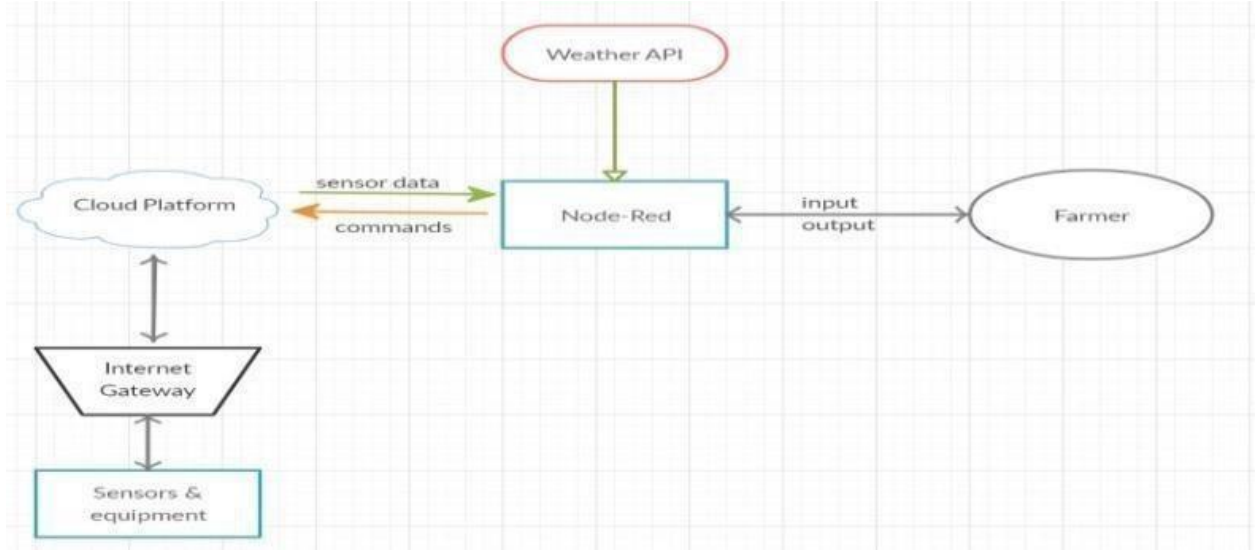 Weather API
Cloud Platform
sensor data
commands
Node-Red
input
output
Farmer
Internet
Gateway
Sensors &
equipment